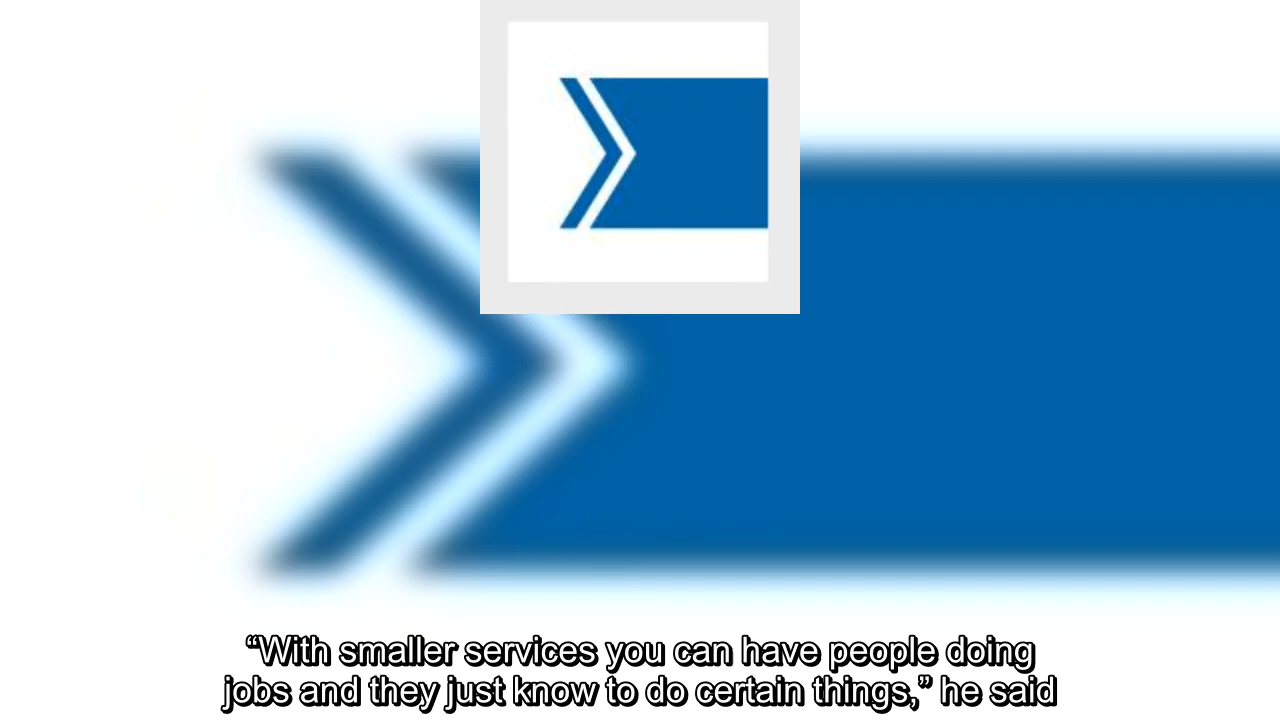 “With smaller services you can have people doing
jobs and they just know to do certain things,” he said